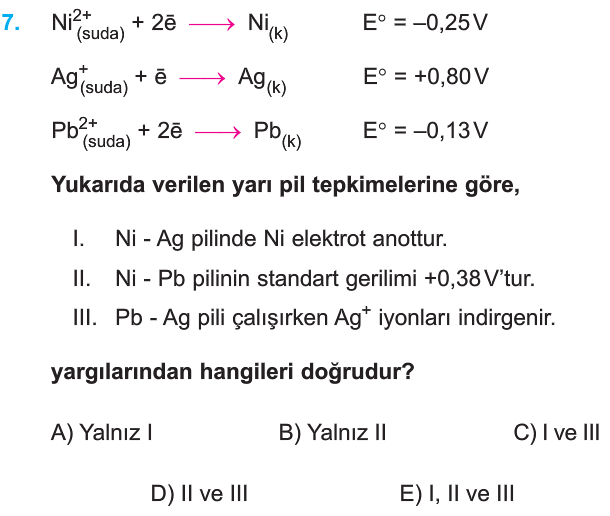 7. Ni²⁺(suda) + 2ē ⟶ Ni(k) E° = –0,25 V
Ag⁺(suda) + ē ⟶ Ag(k) E° = +0,80 V
Pb²⁺(suda) + 2ē ⟶ Pb(k) E° = –0,13 V
Yukarıda verilen yarı pil tepkimelerine göre,
I. Ni - Ag pilinde Ni elektrot anottur.
II. Ni - Pb pilinin standart gerilimi +0,38 V'tur.
III. Pb - Ag pili çalışırken Ag⁺ iyonları indirgenir.
yargılarından hangileri doğrudur?
A) Yalnız I B) Yalnız II C) I ve III
D) II ve III E) I, II ve III